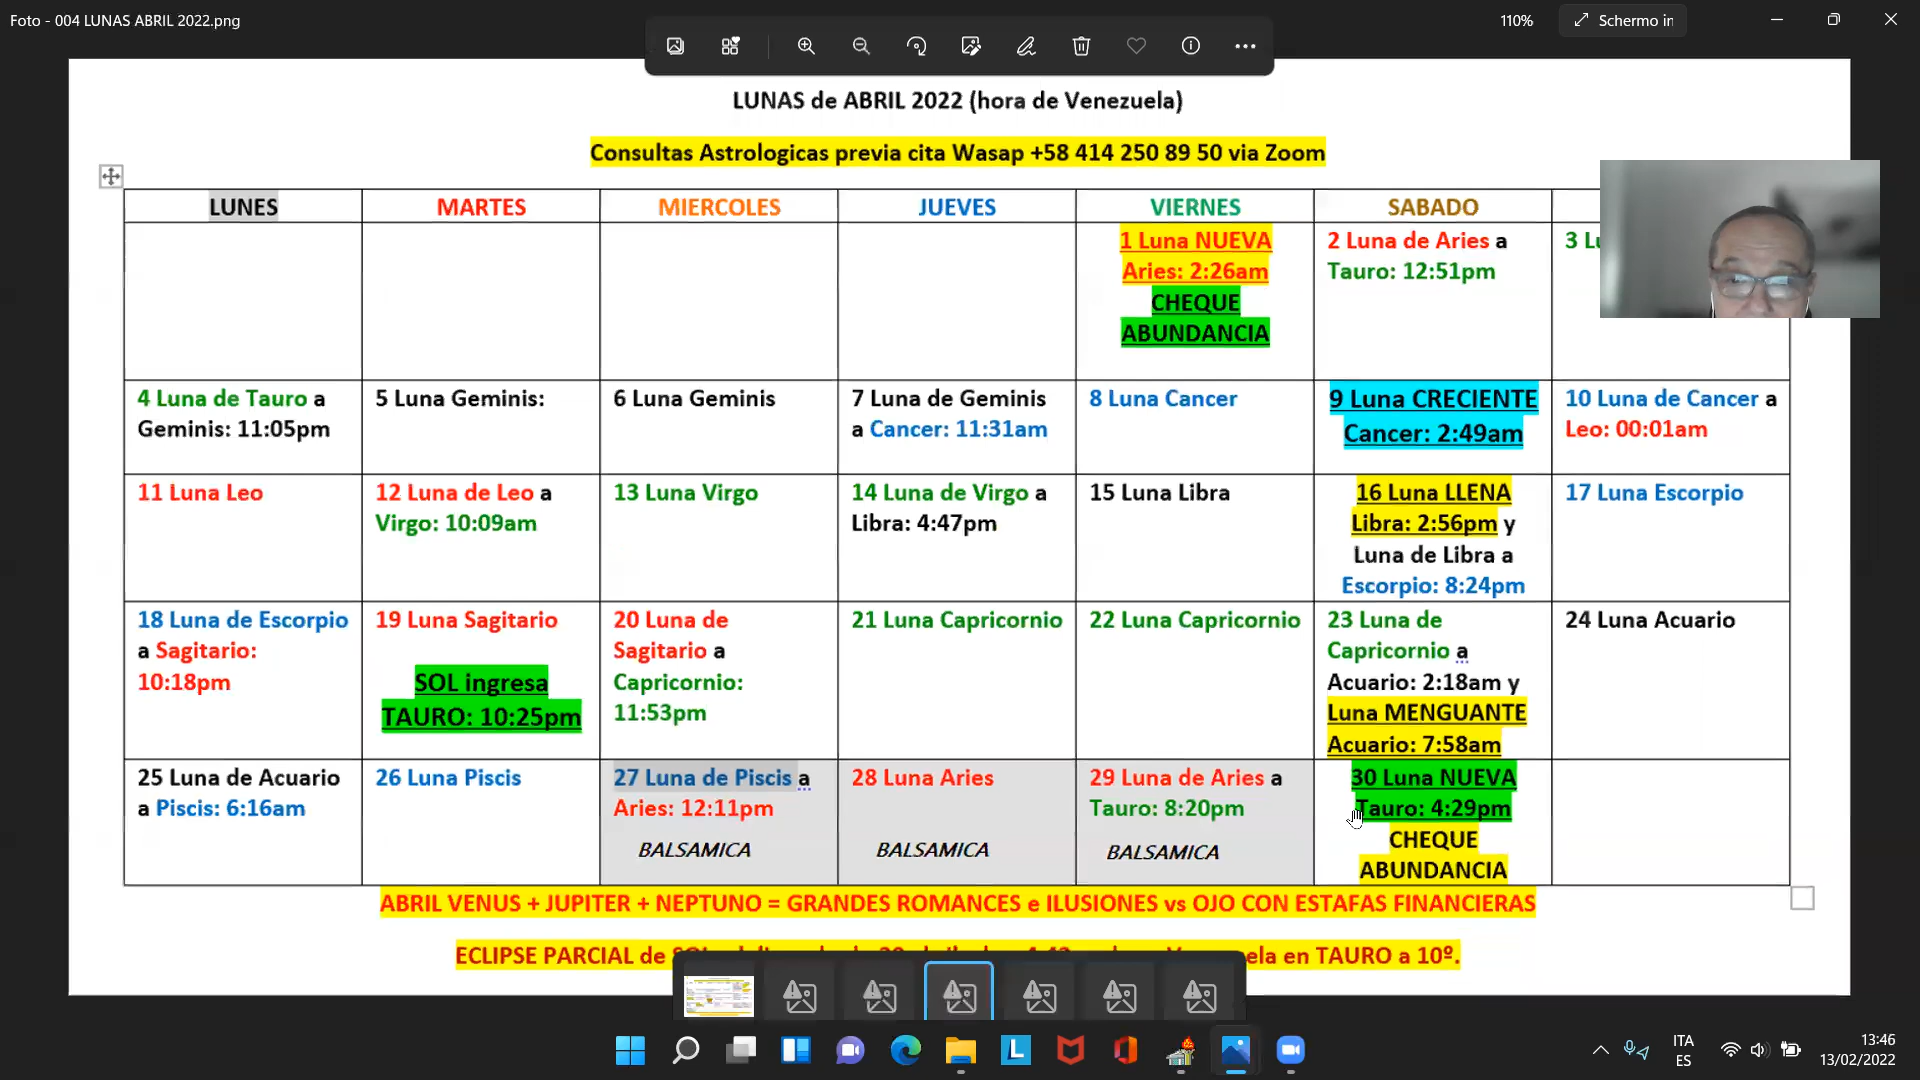 Foto - 004 LUNAS ABRIL 2022.png
110%
Schermo in
LUNAS de ABRIL 2022 (hora de Venezuela)
Consultas Astrologicas previa cita Wasap +58 414 250 89 50 via Zoom
LUNES MARTES MIERCOLES JUEVES VIERNES SABADO
1 Luna NUEVA
Aries: 2:26am
CHEQUE
ABUNDANCIA
2 Luna de Aries a
Tauro: 12:51pm
3
4 Luna de Tauro a
Geminis: 11:05pm
5 Luna Geminis:
6 Luna Geminis
7 Luna de Geminis
a Cancer: 11:31am
8 Luna Cancer
9 Luna CRECIENTE
Cancer: 2:49am
10 Luna de Cancer a
Leo: 00:01am
11 Luna Leo
12 Luna de Leo a
Virgo: 10:09am
13 Luna Virgo
14 Luna de Virgo a
Libra: 4:47pm
15 Luna Libra
16 Luna LLENA
Libra: 2:56pm y
Luna de Libra a
Escorpio: 8:24pm
17 Luna Escorpio
18 Luna de Escorpio
a Sagitario:
10:18pm
19 Luna Sagitario
SOL ingresa
TAURO: 10:25pm
20 Luna de
Sagitario a
Capricornio:
11:53pm
21 Luna Capricornio
22 Luna Capricornio
23 Luna de
Capricornio a
Acuario: 2:18am y
Luna MENGUANTE
Acuario: 7:58am
24 Luna Acuario
25 Luna de Acuario
a Piscis: 6:16am
26 Luna Piscis
27 Luna de Piscis a
Aries: 12:11pm
BALSAMICA
28 Luna Aries
BALSAMICA
29 Luna de Aries a
Tauro: 8:20pm
BALSAMICA
30 Luna NUEVA
Tauro: 4:29pm
CHEQUE
ABUNDANCIA
ABRIL VENUS + JUPITER + NEPTUNO = GRANDES ROMANCES e ILUSIONES vs OJO CON ESTAFAS FINANCIERAS
ECLIPSE PARCIAL de en TAURO a 10º.
ITA
ES
13:46
13/02/2022